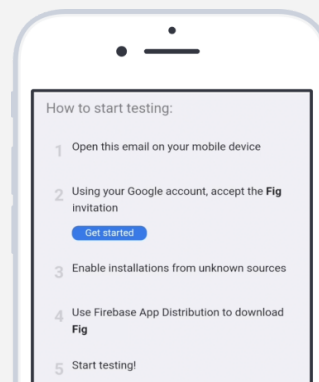 How to start testing:
1 Open this email on your mobile device
2 Using your Google account, accept the Fig
invitation
Get started
3 Enable installations from unknown sources
4 Use Firebase App Distribution to download
Fig
5 Start testing!